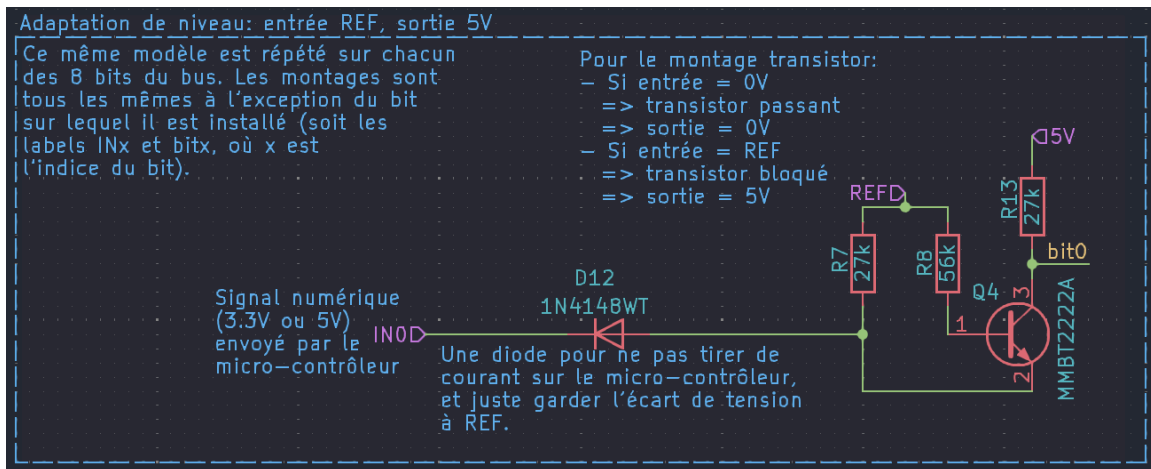 Adaptation de niveau: entrée REF, sortie 5V
Ce même modèle est répété sur chacun
des 8 bits du bus. Les montages sont
tous les mêmes à l'exception du bit
sur lequel il est installé (soit les
labels INx et bitx, où x est
l'indice du bit).
Pour le montage transistor:
- Si entrée = 0V
=> transistor passant
=> sortie = 0V
- Si entrée = REF
=> transistor bloqué
=> sortie = 5V
5V
REF
R13
27k
R7
27k
R8
56k
bit0
D12
1N4148WT
Q4
3
1
2
MMBT2222A
Signal numérique
(3.3V ou 5V)
envoyé par le
micro-contrôleur
IN0
Une diode pour ne pas tirer de
courant sur le micro-contrôleur,
et juste garder l'écart de tension
à REF.